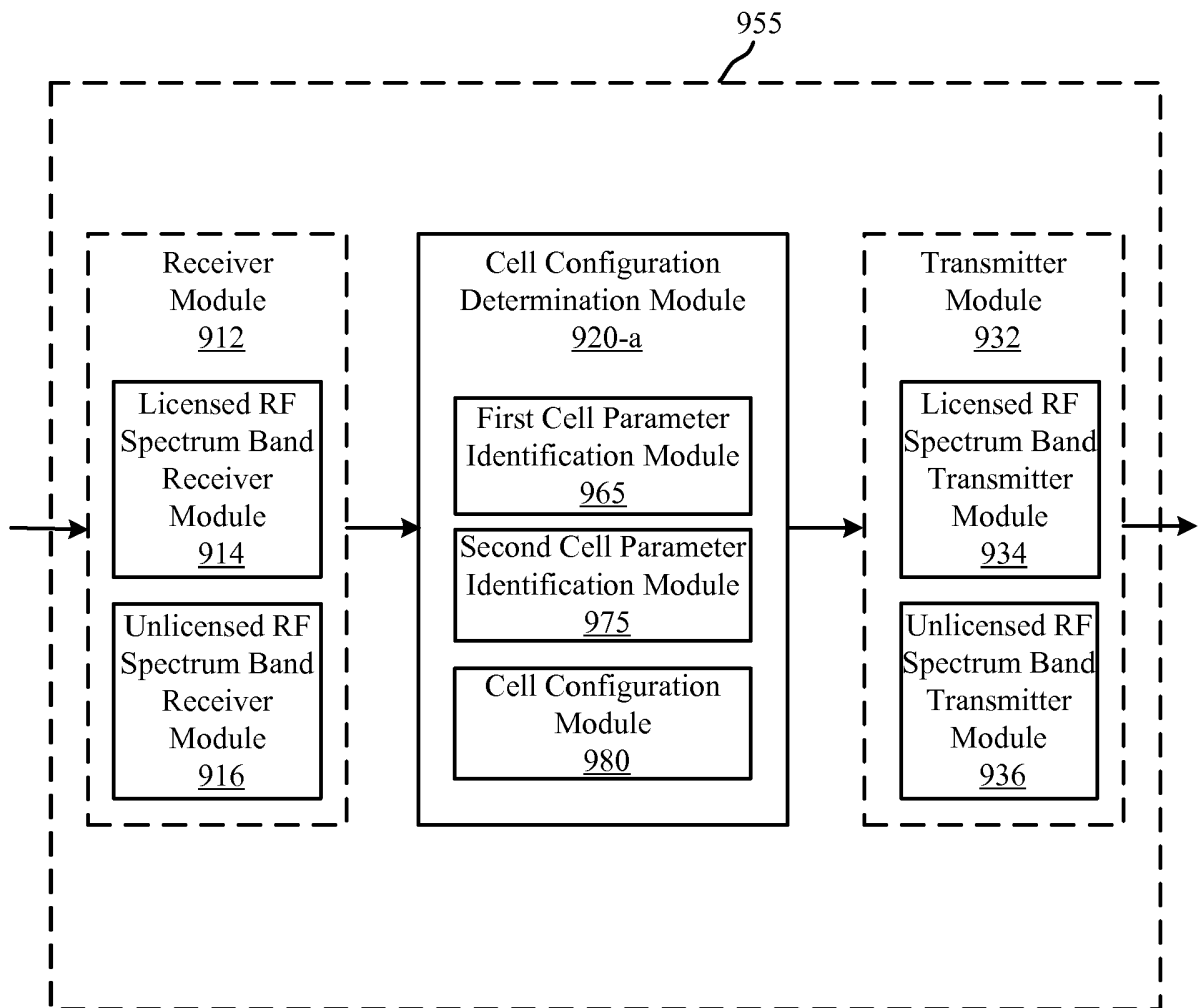 955
Receiver
Module
912
Licensed RF
Spectrum Band
Receiver
Module
914
Unlicensed RF
Spectrum Band
Receiver
Module
916
Cell Configuration
Determination Module
920-a
First Cell Parameter
Identification Module
965
Second Cell Parameter
Identification Module
975
Cell Configuration
Module
980
Transmitter
Module
932
Licensed RF
Spectrum Band
Transmitter
Module
934
Unlicensed RF
Spectrum Band
Transmitter
Module
936